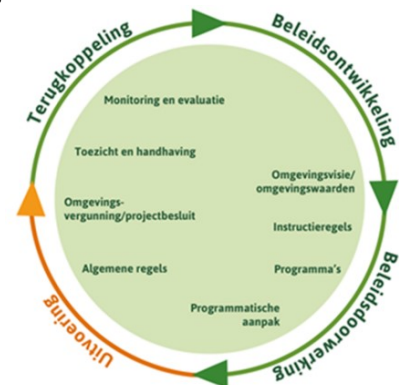 Terugkoppeling
Beleidsontwikkeling
Monitoring en evaluatie
Toezicht en handhaving
Omgevingsvisie/
omgevingswaarden
Omgevings-
vergunning/projectbesluit
Instructieregels
Algemene regels
Programma's
Programmatische
aanpak
Uitvoering
Beleidsdoorwerking